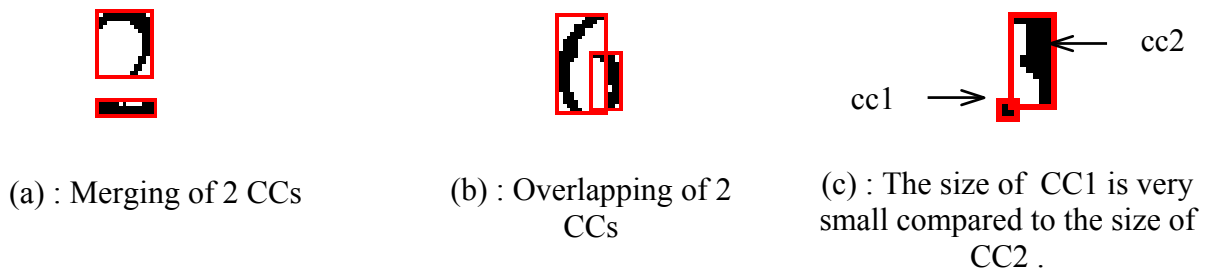 cc2
cc1
(a) : Merging of 2 CCs
(b) : Overlapping of 2
CCs
(c) : The size of CC1 is very
small compared to the size of
CC2 .